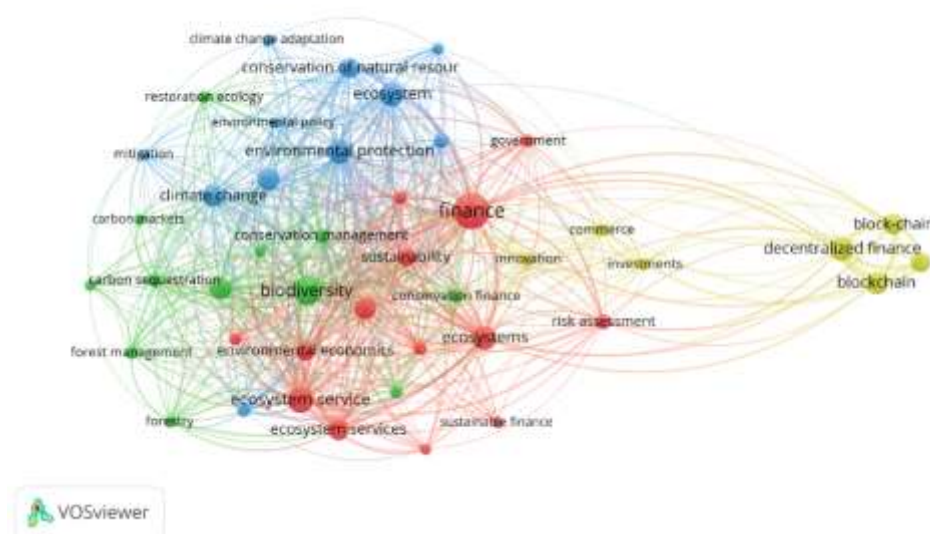 climate change adaptation
conservation of natural resour
ecosystem
restoration ecology
environmental policy
government
mitigation
environmental protection
climate change
finance
carbon markets
block-chain
commerce
conservation management
decentralized finance
sustainability
innovation
investments
carbon sequestration
blockchain
biodiversity
conservation finance
risk assessment
ecosystems
forest management
environmental economics
ecosystem service
forestry
sustainable finance
ecosystem services
VOSviewer